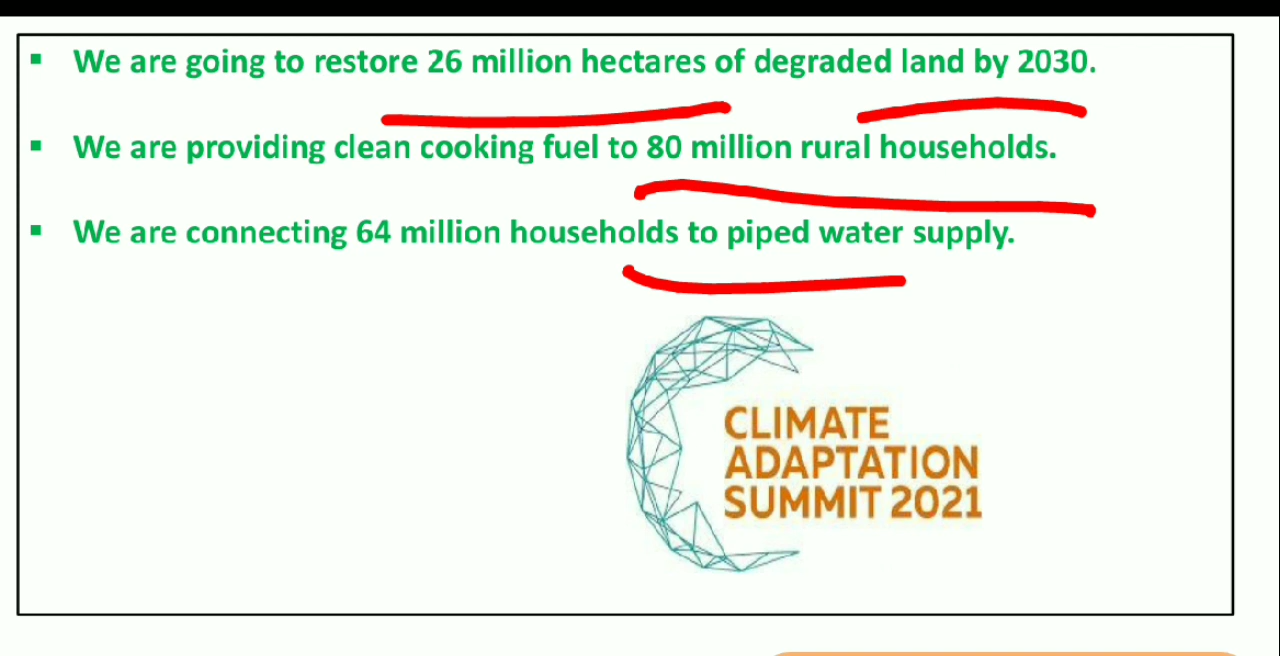 ▪ We are going to restore 26 million hectares of degraded land by 2030.
▪ We are providing clean cooking fuel to 80 million rural households.
▪ We are connecting 64 million households to piped water supply.
CLIMATE
ADAPTATION
SUMMIT 2021